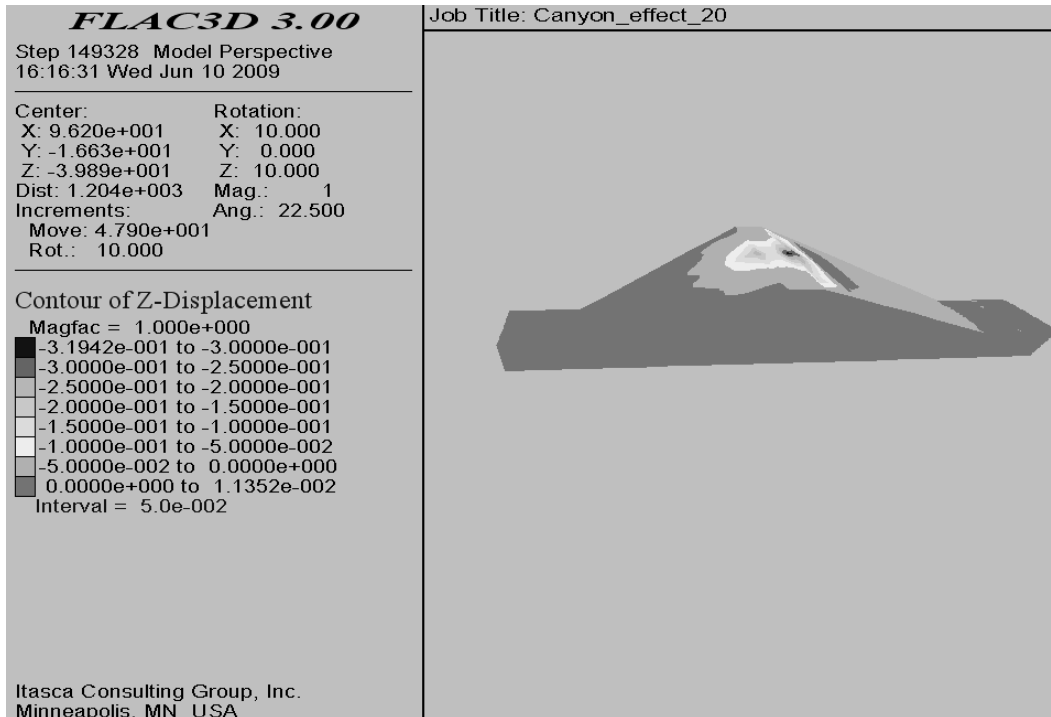 FLAC3D 3.00
Step 149328 Model Perspective
16:16:31 Wed Jun 10 2009
Center: Rotation:
X: 9.620e+001 X: 10.000
Y: -1.663e+001 Y: 0.000
Z: -3.989e+001 Z: 10.000
Dist: 1.204e+003 Mag.: 1
Increments: Ang.: 22.500
Move: 4.790e+001
Rot.: 10.000
Contour of Z-Displacement
Magfac = 1.000e+000
-3.1942e-001 to -3.0000e-001
-3.0000e-001 to -2.5000e-001
-2.5000e-001 to -2.0000e-001
-2.0000e-001 to -1.5000e-001
-1.5000e-001 to -1.0000e-001
-1.0000e-001 to -5.0000e-002
-5.0000e-002 to 0.0000e+000
0.0000e+000 to 1.1352e-002
Interval = 5.0e-002
Itasca Consulting Group, Inc.
Minneapolis, MN USA
Job Title: Canyon_effect_20